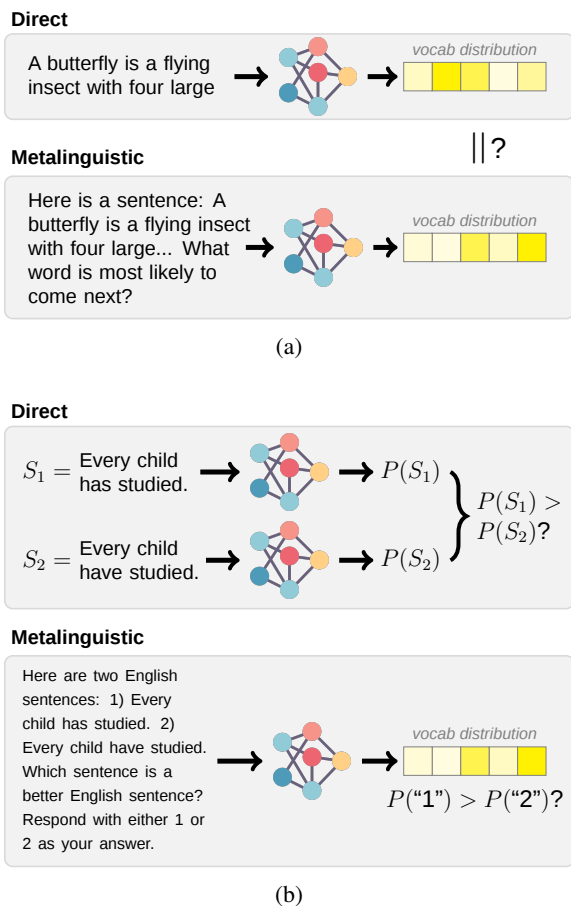 Direct
A butterfly is a flying
insect with four large
vocab distribution
||?
Metalinguistic
Here is a sentence: A
butterfly is a flying insect
with four large... What
word is most likely to
come next?
vocab distribution
(a)
Direct
S1 = Every child
has studied.
P(S1)
S2 = Every child
have studied.
P(S2)
P(S1) >
P(S2)?
Metalinguistic
Here are two English
sentences: 1) Every
child has studied. 2)
Every child have studied.
Which sentence is a
better English sentence?
Respond with either 1 or
2 as your answer.
vocab distribution
P(“1”) > P(“2”)?
(b)